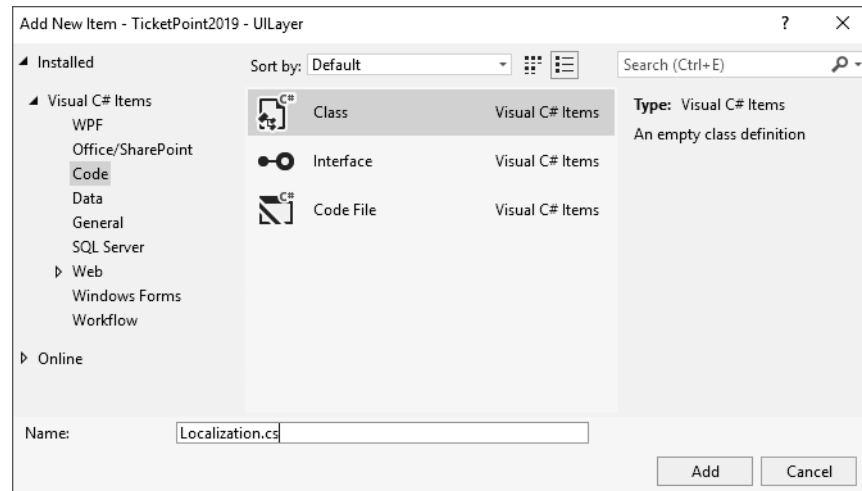 Add New Item - TicketPoint2019 - UILayer
? ×
Installed
Sort by: Default
Search (Ctrl+E)
Visual C# Items
WPF
Office/SharePoint
Code
Data
General
SQL Server
Web
Windows Forms
Workflow
Online
C# Class Visual C# Items
Interface Visual C# Items
C# Code File Visual C# Items
Type: Visual C# Items
An empty class definition
Name: Localization.cs
Add Cancel